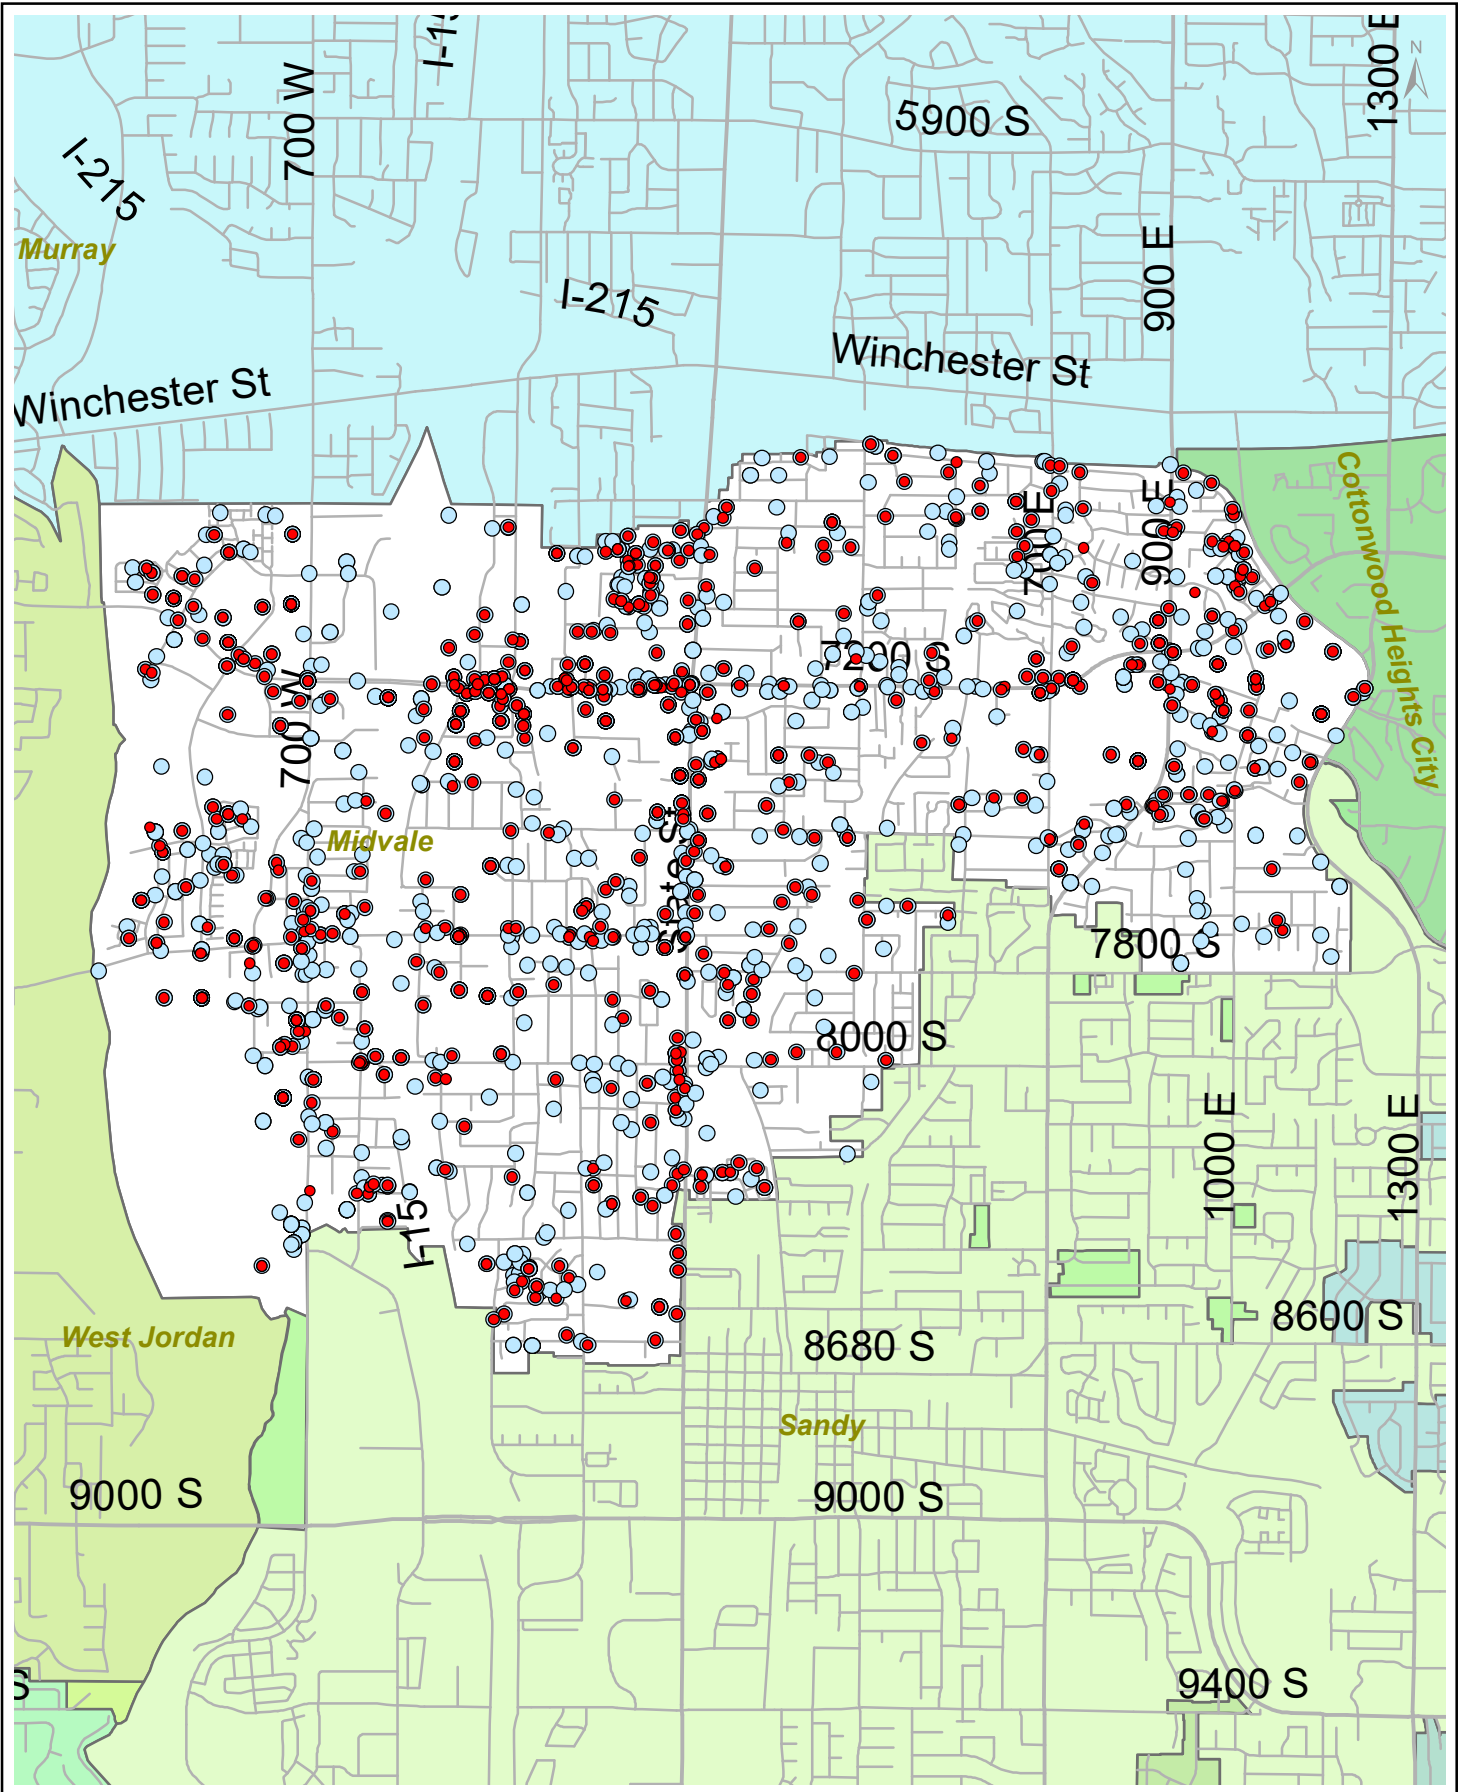 I-15
1300 E
N
700 W
5900 S
I-215
Murray
900 E
I-215
Winchester St
Winchester St
Cottonwood Heights City
700 E
900 E
7200 S
700 W
Midvale
State St
7800 S
8000 S
1000 E
1300 E
I-15
8600 S
West Jordan
8680 S
Sandy
9000 S
9000 S
9400 S
S